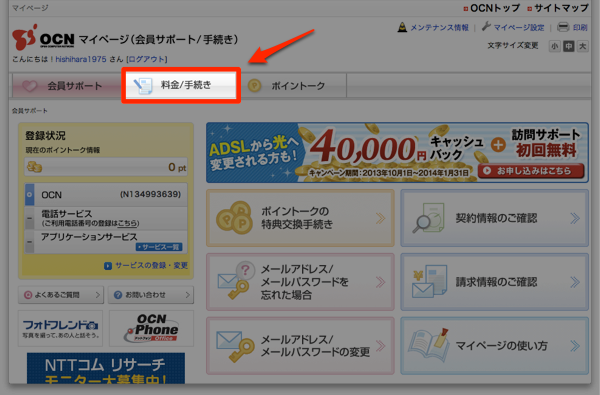 マイページ
OCNトップ サイトマップ
OCN マイページ(会員サポート/手続き)
メンテナンス情報 マイページ設定 印刷
文字サイズ変更 小 中 大
こんにちは ! hishihara1975 さん [ログアウト]
会員サポート 料金/手続き ポイントーク
会員サポート
登録状況
現在のポイントーク情報
0 pt
OCN (N134993639)
電話サービス
(ご利用電話番号の登録はこちら)
アプリケーションサービス
サービス一覧
サービスの登録・変更
よくあるご質問 お問い合わせ
フォトフレンド
写真を撮って、あの人と話そう。
OCN Phone Office
NTTコム リサーチ
モニター大募集中!
ADSLから光へ
変更される方も!
40,000円 キャッシュバック
訪問サポート
初回無料
キャンペーン期間:2013年10月1日~2014年1月31日
お申し込みはこちら
ポイントークの
特典交換手続き
契約情報のご確認
メールアドレス/
メールパスワードを
忘れた場合
請求情報のご確認
メールアドレス/
メールパスワードの変更
マイページの使い方